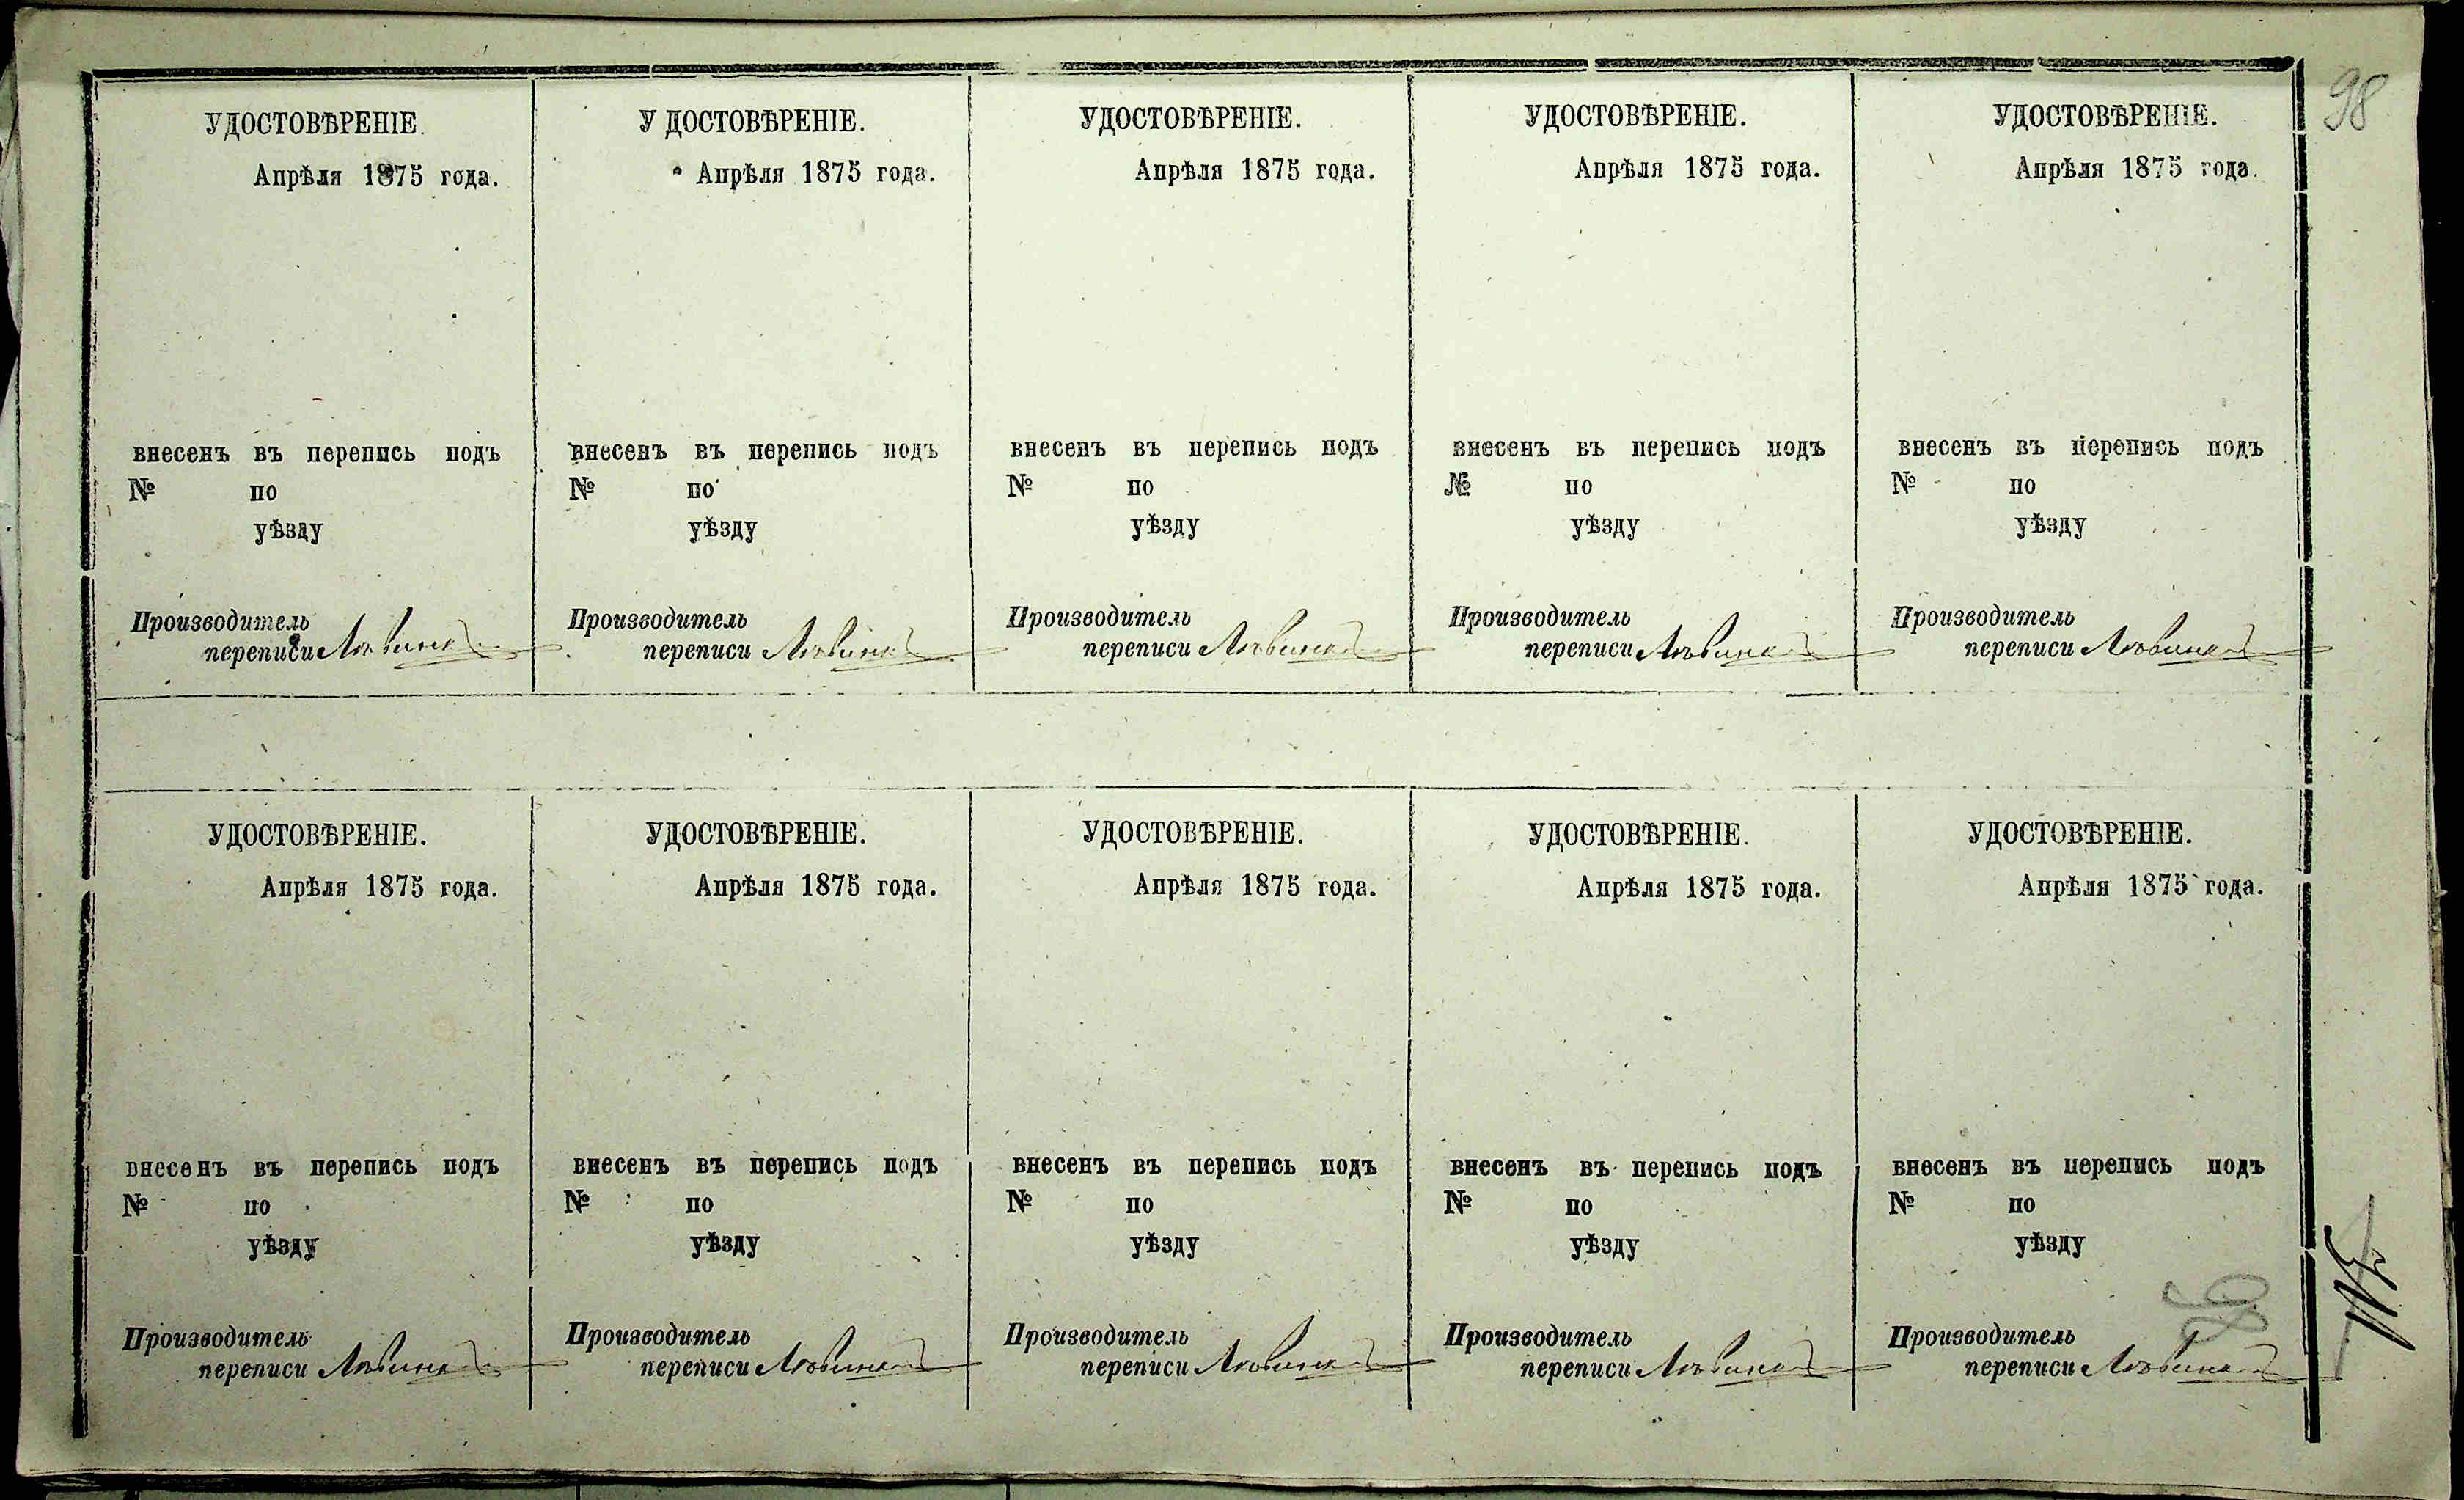 98
УДОСТОВѢРЕНІЕ.
Апрѣля 1875 года.
внесенъ въ перепись подъ
№ по
уѣзду
Производитель
переписи
У ДОСТОВѢРЕНІЕ.
Апрѣля 1875 года.
внесенъ въ перепись подъ
№ по
уѣзду
Производитель
переписи
УДОСТОВѢРЕНІЕ.
Апрѣля 1875 года.
внесенъ въ перепись подъ
№ по
уѣзду
Производитель
переписи
УДОСТОВѢРЕНІЕ.
Апрѣля 1875 года.
внесенъ въ перепись подъ
№ по
уѣзду
Производитель
переписи
УДОСТОВѢРЕНІЕ.
Апрѣля 1875 года.
внесенъ въ перепись подъ
№ по
уѣзду
Производитель
переписи
УДОСТОВѢРЕНІЕ.
Апрѣля 1875 года.
внесенъ въ перепись подъ
№ по
уѣзду
Производитель
переписи
УДОСТОВѢРЕНІЕ.
Апрѣля 1875 года.
внесенъ въ перепись подъ
№ по
уѣзду
Производитель
переписи
УДОСТОВѢРЕНІЕ.
Апрѣля 1875 года.
внесенъ въ перепись подъ
№ по
уѣзду
Производитель
переписи
УДОСТОВѢРЕНІЕ.
Апрѣля 1875 года.
внесенъ въ перепись подъ
№ по
уѣзду
Производитель
переписи
УДОСТОВѢРЕНІЕ.
Апрѣля 1875 года.
внесенъ въ перепись подъ
№ по
уѣзду
Производитель
переписи